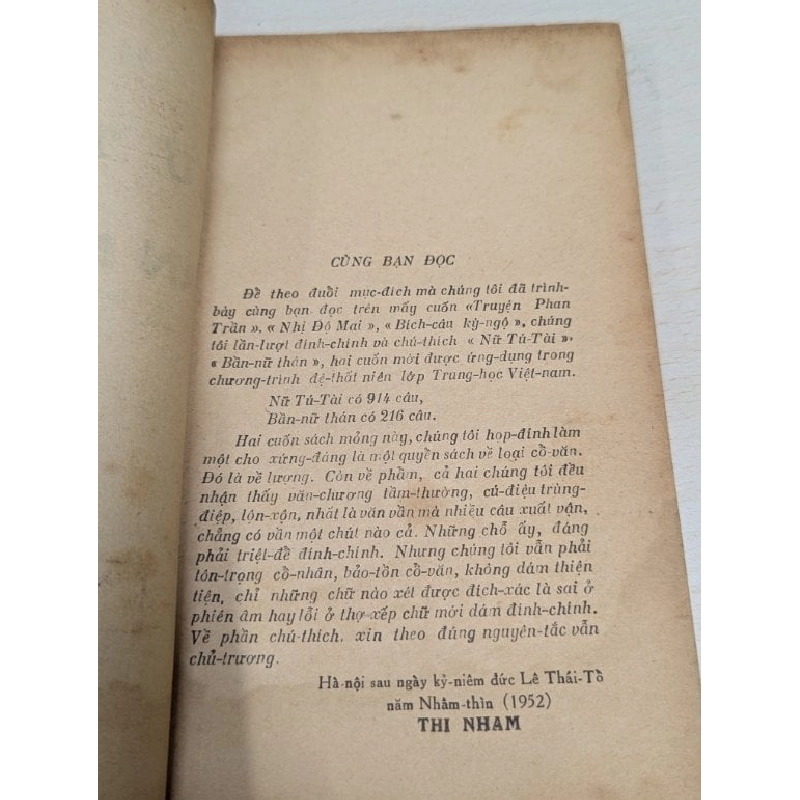 CÙNG BẠN ĐỌC
Để theo đuổi mục-đích mà chúng tôi đã trình-
bày cùng bạn đọc trên mấy cuốn «Truyện Phan
Trần», « Nhị Độ Mai », « Bích-câu kỳ-ngộ », chúng
tôi lần-lượt đính-chính và chú-thích « Nữ Tú-Tài ».
« Bần-nữ thán », hai cuốn mới được ứng-dụng trong
chương-trình đệ-thất niên lớp Trung-học Việt-nam.
Nữ Tú-Tài có 914 câu,
Bần-nữ thán có 216 câu.
Hai cuốn sách mỏng này, chúng tôi họp-đính làm
một cho xứng-đáng là một quyển sách về loại cổ-văn.
Đó là về lượng. Còn về phẩm, cả hai chúng tôi đều
nhận thấy văn-chương tầm-thường, cú-điệu trùng-
điệp, lộn-xộn, nhất là văn vần mà nhiều câu xuất vận,
chẳng có vần một chút nào cả. Những chỗ ấy, đáng
phải triệt-để đính-chính. Nhưng chúng tôi vẫn phải
tôn-trọng cổ-nhân, bảo-tồn cổ-văn, không dám thiện
tiện, chỉ những chữ nào xét được đích-xác là sai ở
phiên âm hay lỗi ở thợ-xếp chữ mới dám đính-chính.
Về phần chú-thích, xin theo đúng nguyên-tắc vẫn
chủ-trương.
Hà-nội sau ngày kỷ-niệm đức Lê Thái-Tổ
năm Nhâm-thìn (1952)
THI NHAM